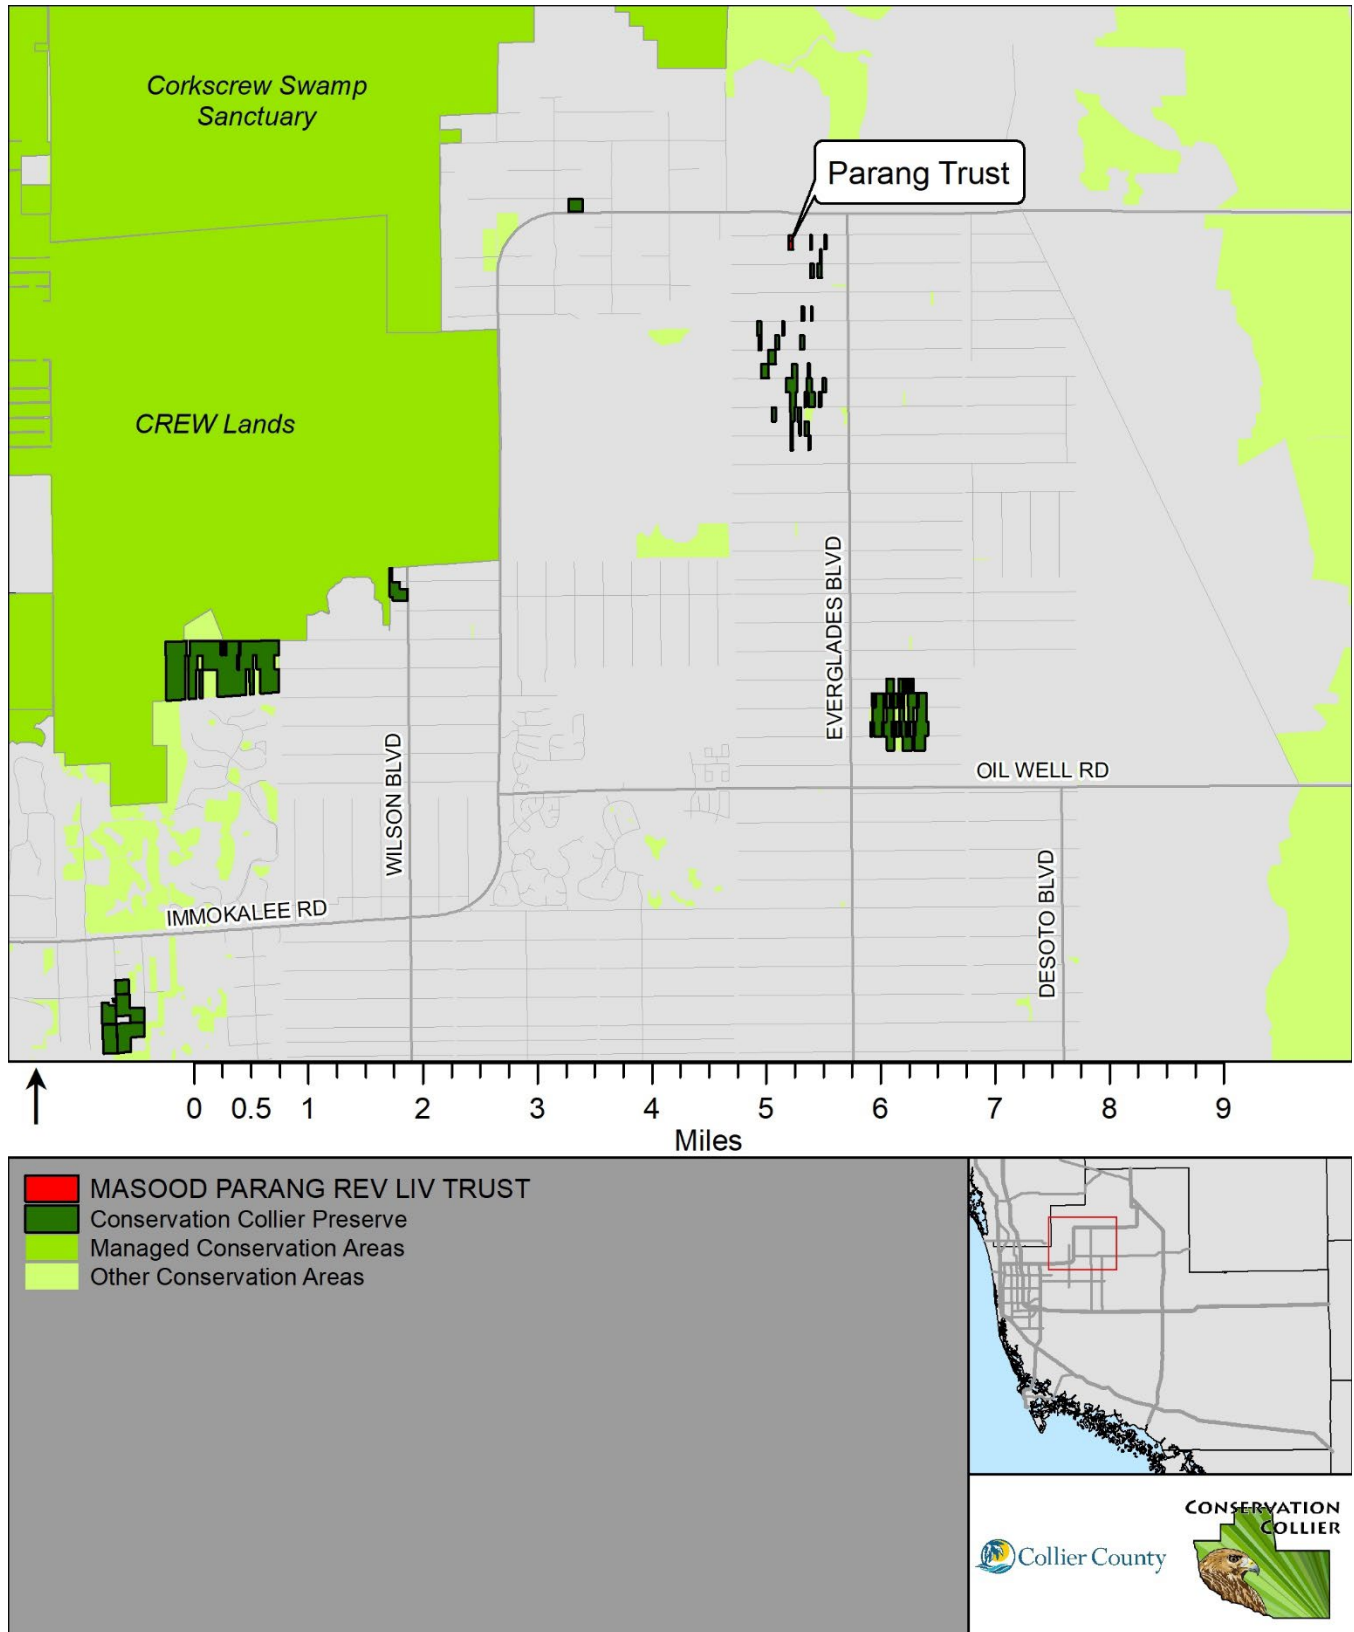 Corkscrew Swamp
Sanctuary
Parang Trust
CREW Lands
EVERGLADES BLVD
WILSON BLVD
OIL WELL RD
DESOTO BLVD
IMMOKALEE RD
0 0.5 1 2 3 4 5 6 7 8 9
Miles
MASOOD PARANG REV LIV TRUST
Conservation Collier Preserve
Managed Conservation Areas
Other Conservation Areas
CONSERVATION
COLLIER
Collier County